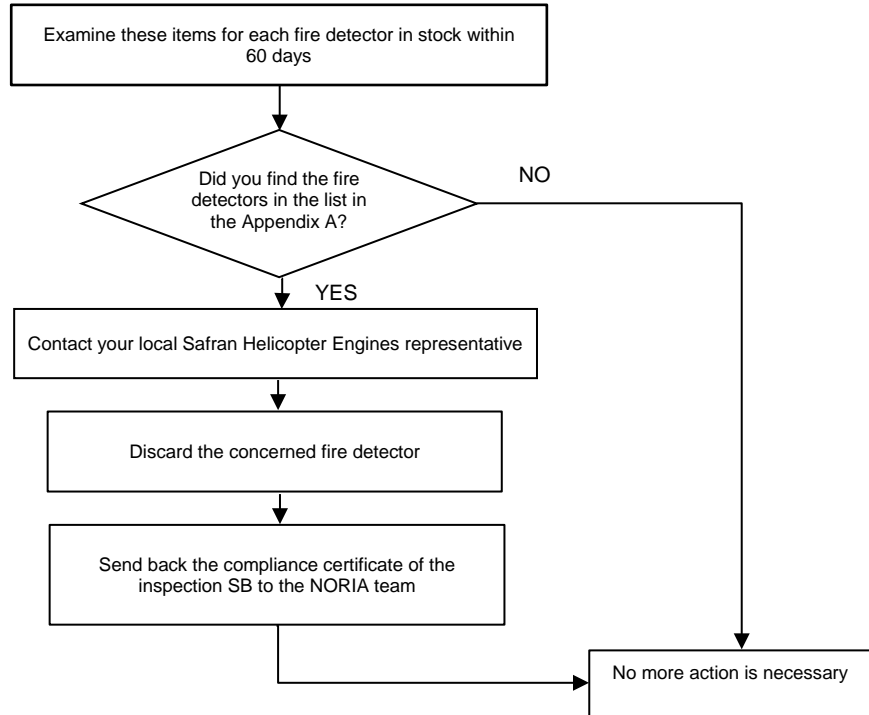 Examine these items for each fire detector in stock within
60 days
Did you find the fire
detectors in the list in
the Appendix A?
NO
YES
Contact your local Safran Helicopter Engines representative
Discard the concerned fire detector
Send back the compliance certificate of the
inspection SB to the NORIA team
No more action is necessary